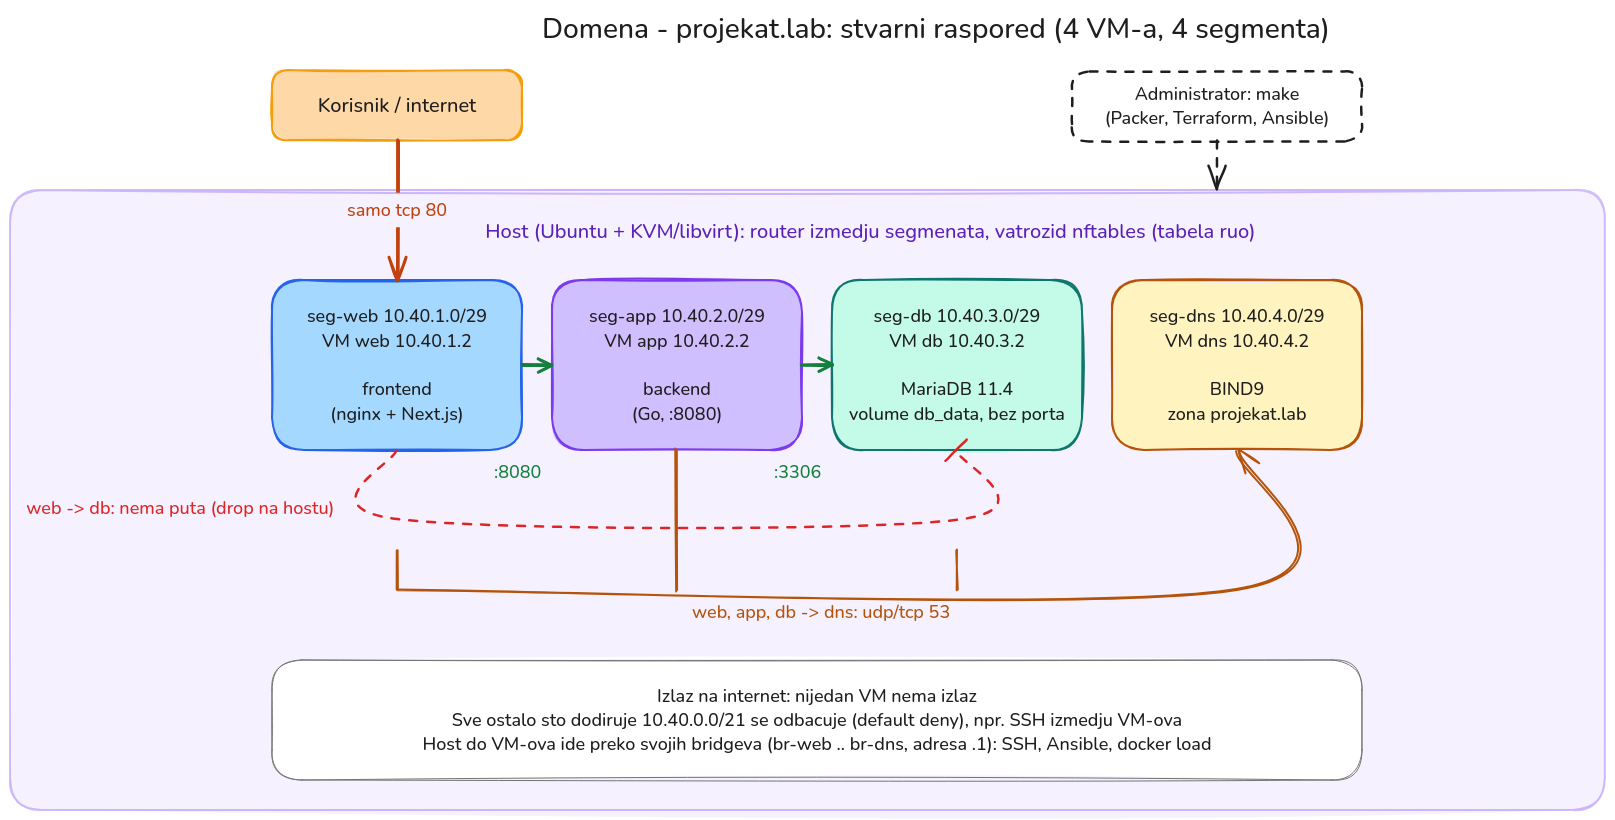 Domena - projekat.lab: stvarni raspored (4 VM-a, 4 segmenta)
Korisnik / internet
Administrator: make
(Packer, Terraform, Ansible)
samo tcp 80
Host (Ubuntu + KVM/libvirt): router izmedju segmenata, vatrozid nftables (tabela ruo)
seg-web 10.40.1.0/29
VM web 10.40.1.2
frontend
(nginx + Next.js)
seg-app 10.40.2.0/29
VM app 10.40.2.2
backend
(Go, :8080)
seg-db 10.40.3.0/29
VM db 10.40.3.2
MariaDB 11.4
volume db_data, bez porta
seg-dns 10.40.4.0/29
VM dns 10.40.4.2
BIND9
zona projekat.lab
:8080
:3306
web -> db: nema puta (drop na hostu)
web, app, db -> dns: udp/tcp 53
Izlaz na internet: nijedan VM nema izlaz
Sve ostalo sto dodiruje 10.40.0.0/21 se odbacuje (default deny), npr. SSH izmedju VM-ova
Host do VM-ova ide preko svojih bridgeva (br-web .. br-dns, adresa .1): SSH, Ansible, docker load